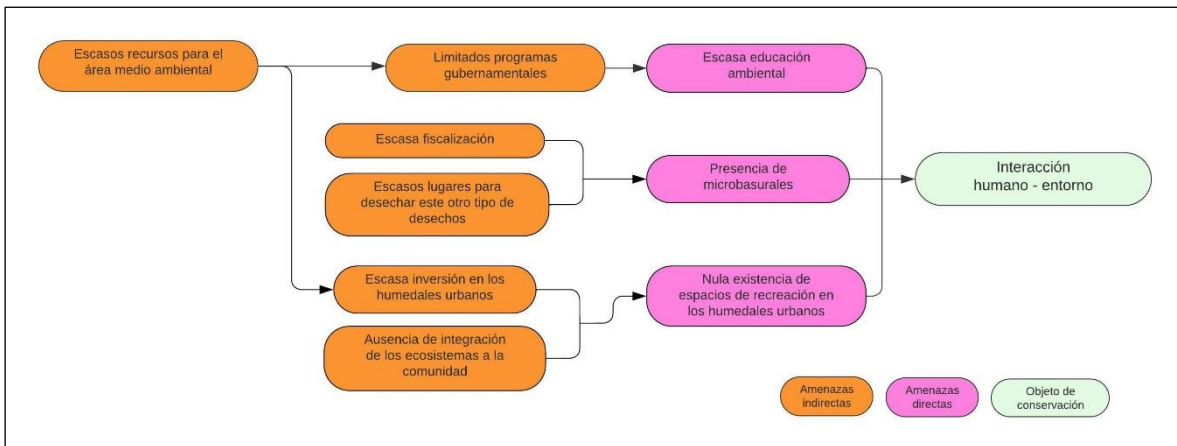 Escasos recursos para el
área medio ambiental
Limitados programas
gubernamentales
Escasa educación
ambiental
Escasa fiscalización
Escasos lugares para
desechar este otro tipo de
desechos
Presencia de
microbasurales
Interacción
humano - entorno
Escasa inversión en los
humedales urbanos
Ausencia de integración
de los ecosistemas a la
comunidad
Nula existencia de
espacios de recreación en
los humedales urbanos
Amenazas
indirectas
Amenazas
directas
Objeto de
conservación